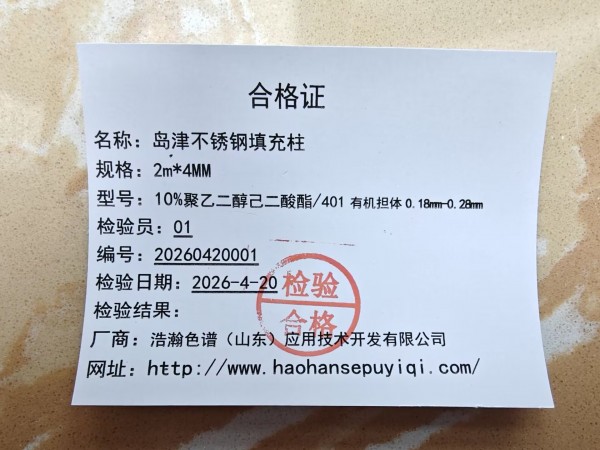 合格证
名称：岛津不锈钢填充柱
规格：2m*4MM
型号：10%聚乙二醇己二酸酯/401 有机担体 0.18mm-0.28mm
检验员：01
编号：20260420001
检验日期：2026-4-20
检验结果：
检验
合格
厂商：浩瀚色谱（山东）应用技术开发有限公司
网址：http://www.haohansepuyiqi.com/